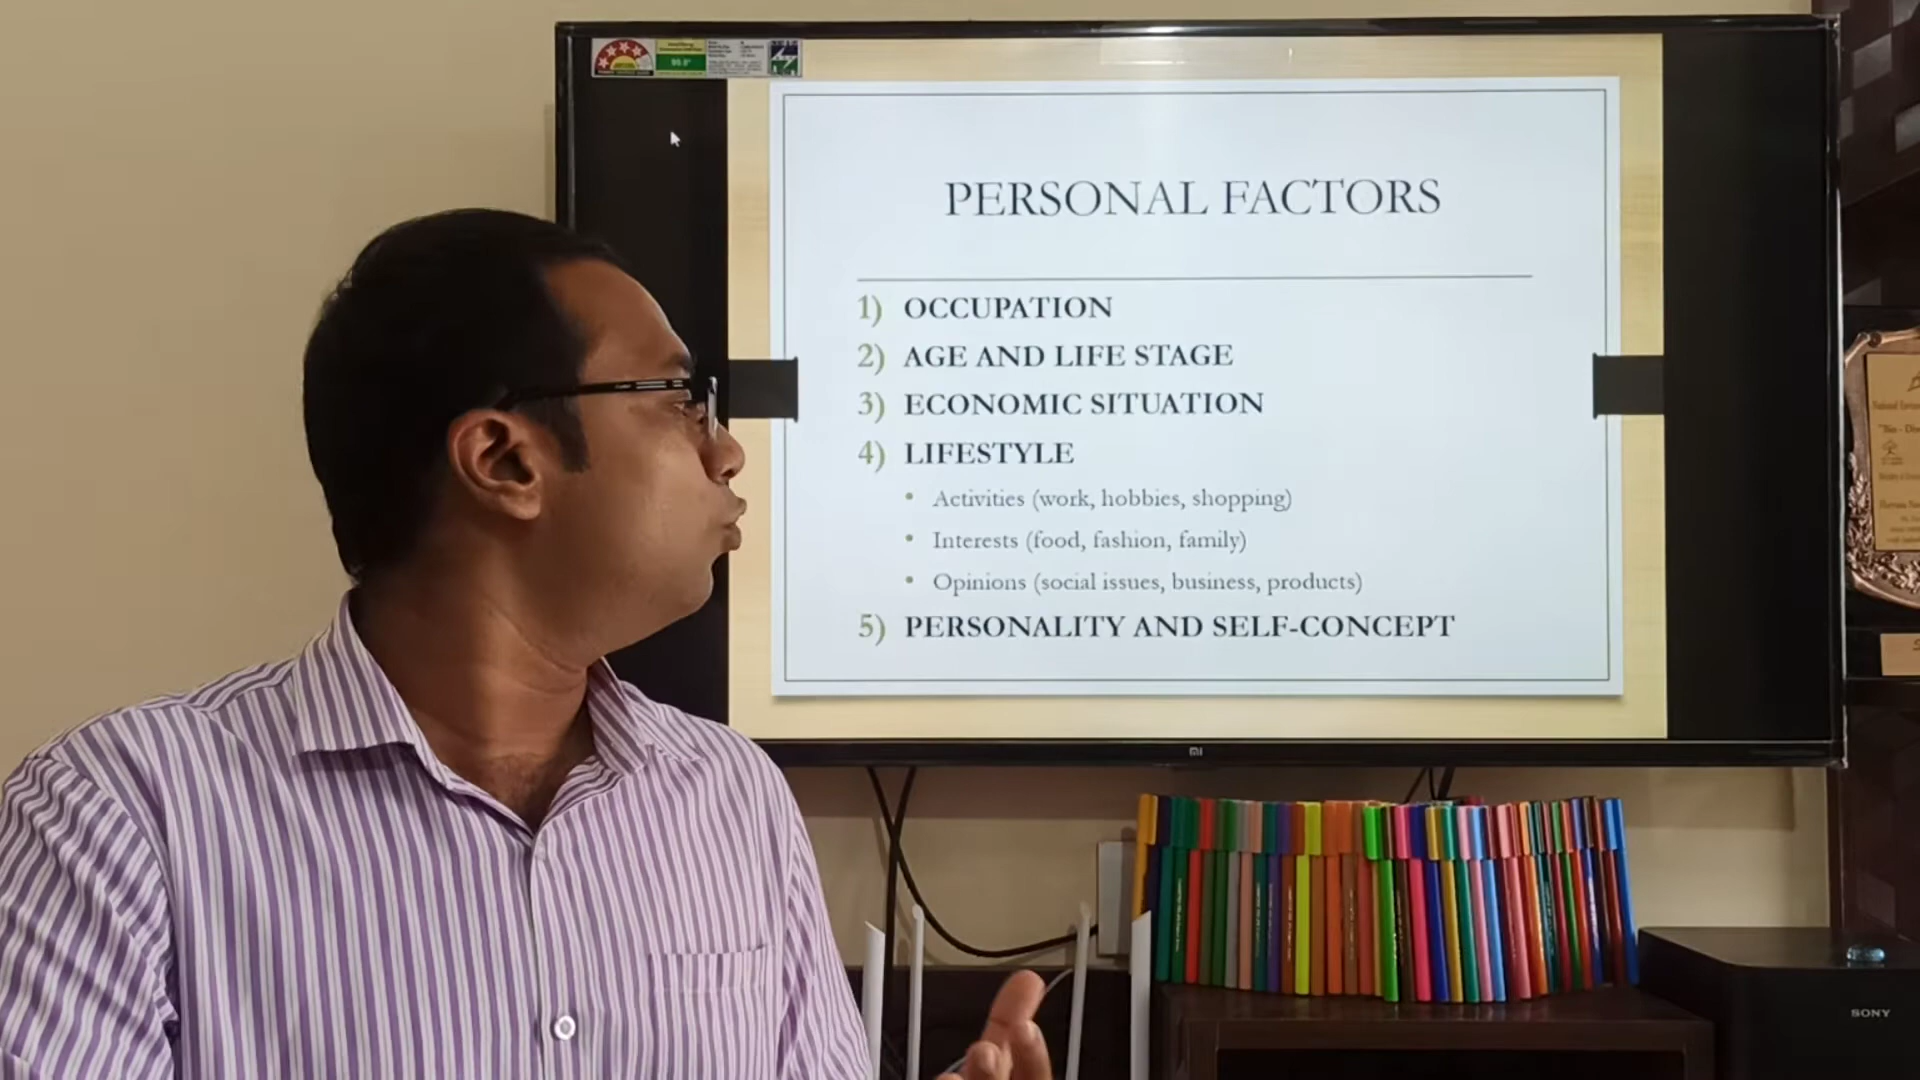 PERSONAL FACTORS
1) OCCUPATION
2) AGE AND LIFE STAGE
3) ECONOMIC SITUATION
4) LIFESTYLE
• Activities (work, hobbies, shopping)
• Interests (food, fashion, family)
• Opinions (social issues, business, products)
5) PERSONALITY AND SELF-CONCEPT
mi
SONY